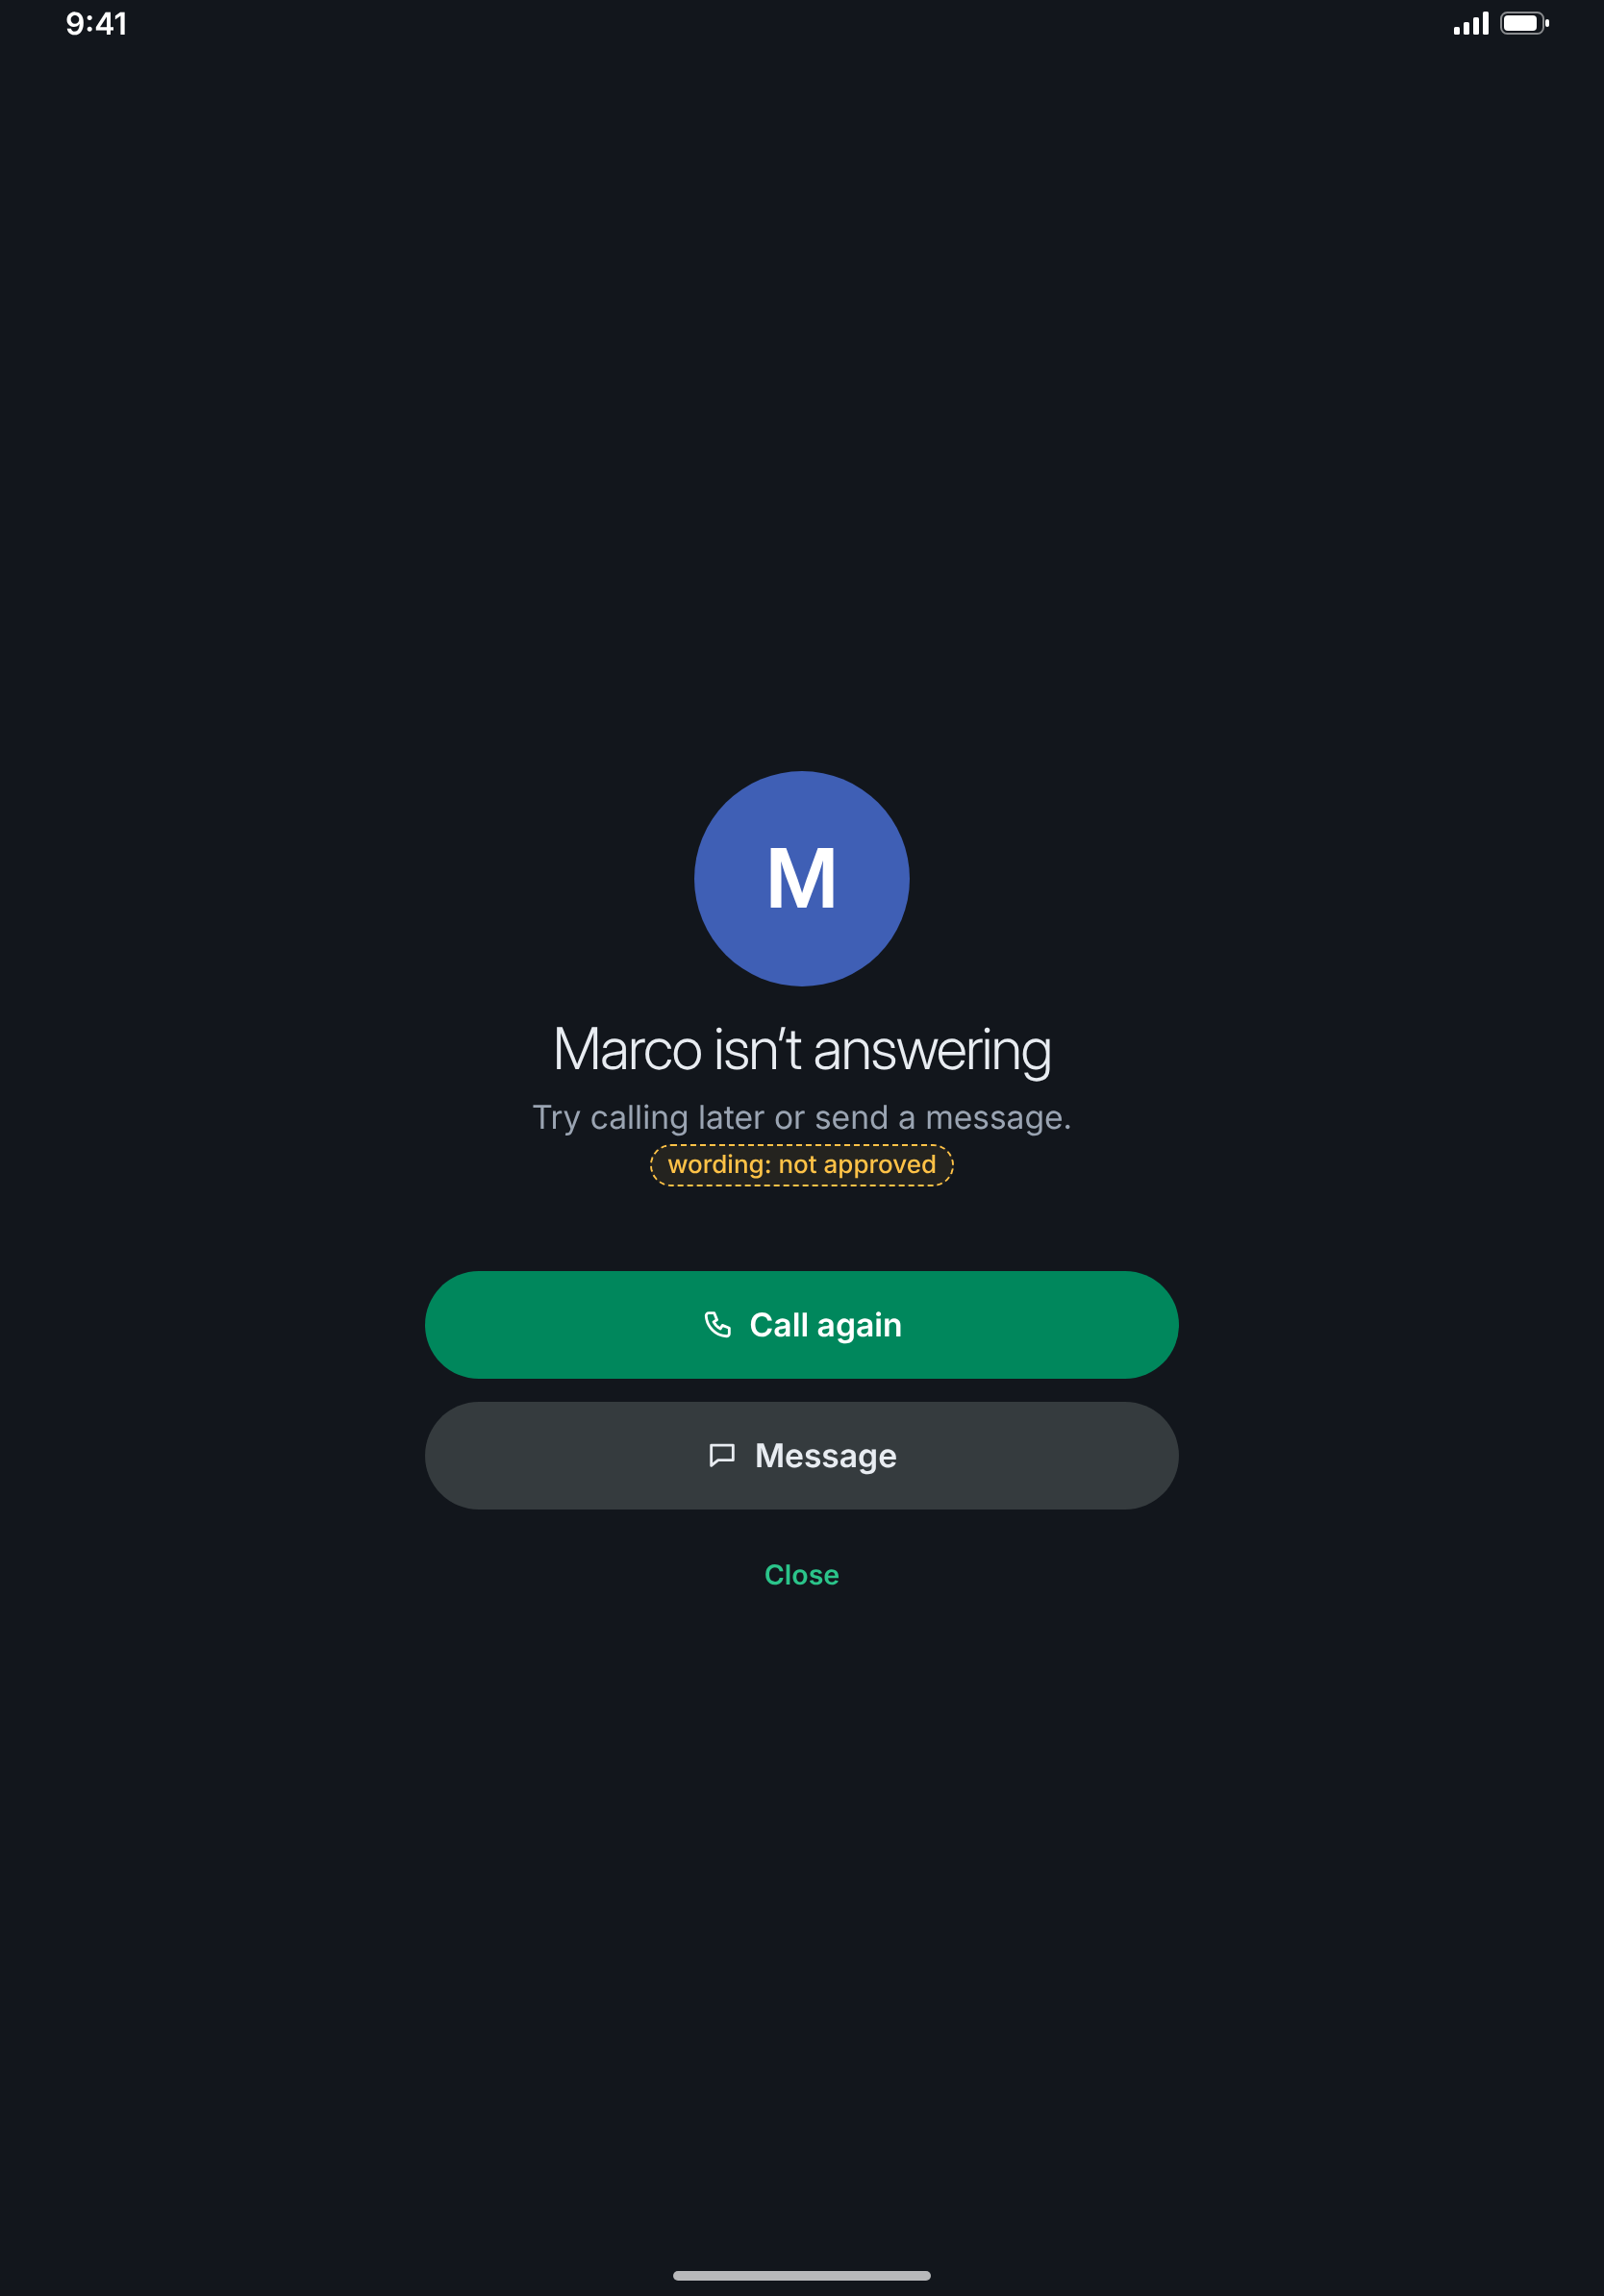 9:41
M
Marco isn’t answering
Try calling later or send a message.
wording: not approved
Call again
Message
Close